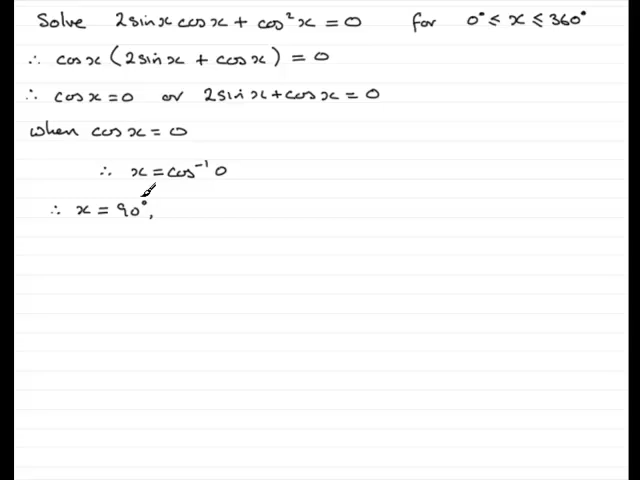 Solve 2sinx cosx + cos²x = 0 for 0° ≤ x ≤ 360°
∴ cosx (2sinx + cosx) = 0
∴ cosx = 0 or 2sinx + cosx = 0
when cosx = 0
∴ x = cos⁻¹ 0
∴ x = 90°,